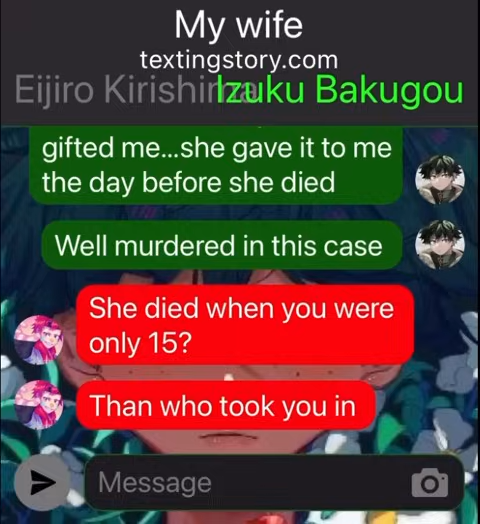 My wife
textingstory.com
Eijiro Kirishima Izuku Bakugou
gifted me...she gave it to me
the day before she died
Well murdered in this case
She died when you were
only 15?
Than who took you in
Message